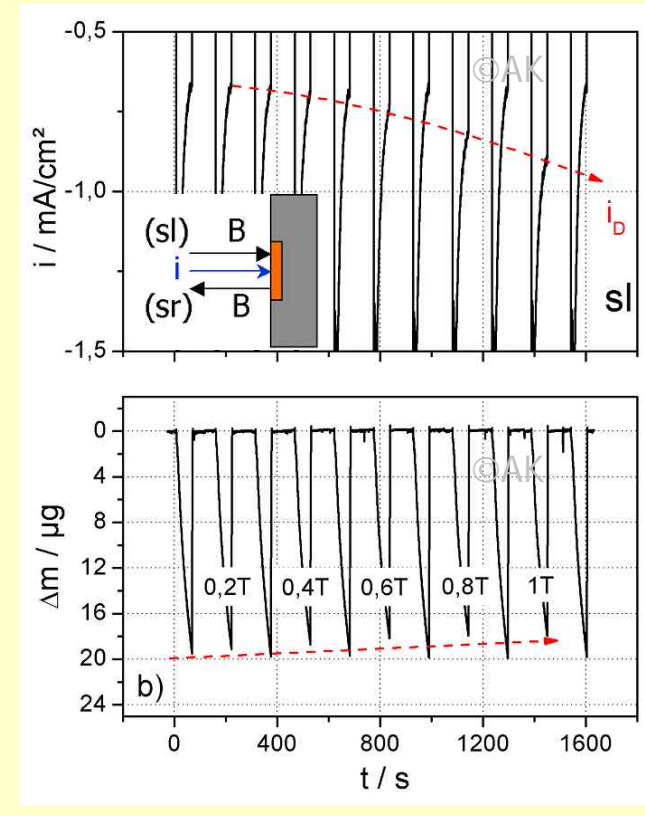 -0,5
©AK
i / mA/cm²
-1,0
(sl) B
i
(sr) B
i_D
sl
-1,5
0
©AK
4
Δm / µg
8
12
0,2T 0,4T 0,6T 0,8T 1T
16
20
b)
24
0 400 800 1200 1600
t / s